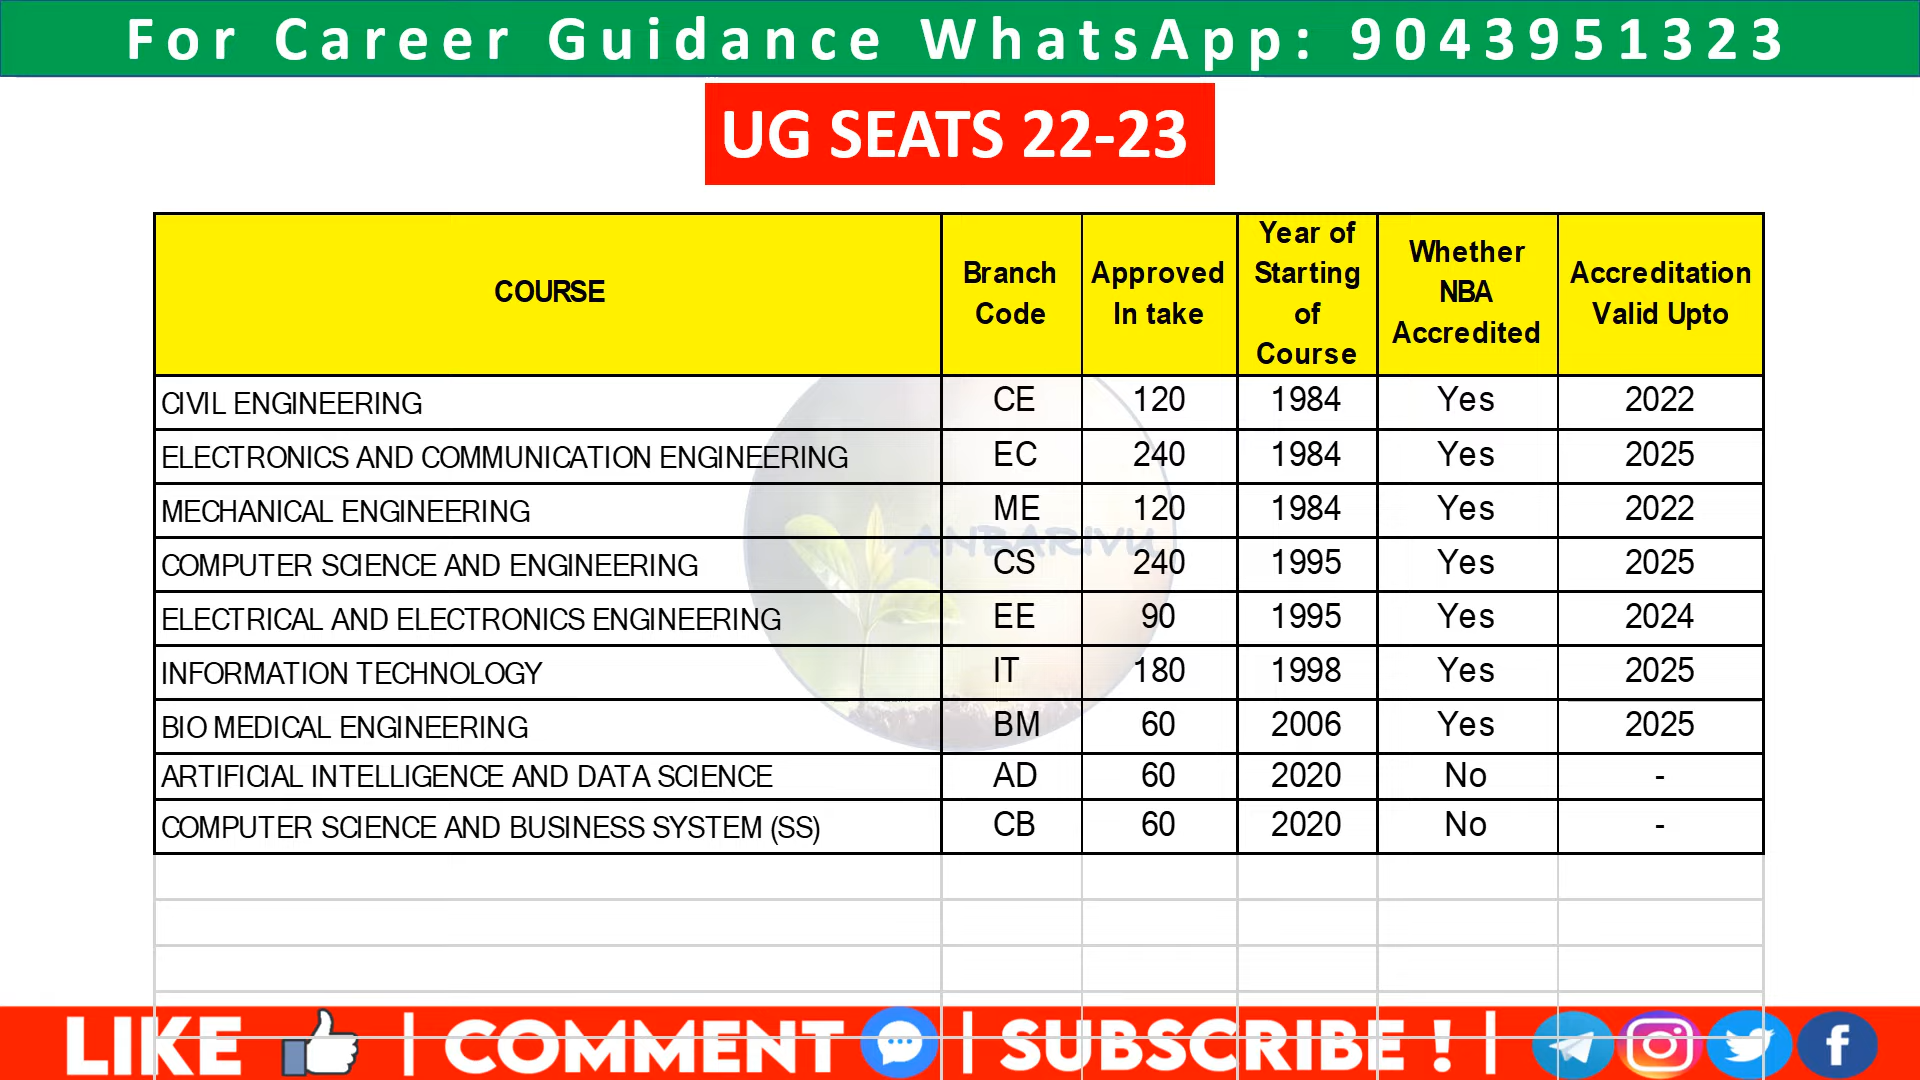 For Career Guidance WhatsApp: 9043951323
UG SEATS 22-23
COURSE Branch Code Approved In take Year of Starting of Course Whether NBA Accredited Accreditation Valid Upto
CIVIL ENGINEERING CE 120 1984 Yes 2022
ELECTRONICS AND COMMUNICATION ENGINEERING EC 240 1984 Yes 2025
MECHANICAL ENGINEERING ME 120 1984 Yes 2022
ANBARIVU
COMPUTER SCIENCE AND ENGINEERING CS 240 1995 Yes 2025
ELECTRICAL AND ELECTRONICS ENGINEERING EE 90 1995 Yes 2024
INFORMATION TECHNOLOGY IT 180 1998 Yes 2025
BIO MEDICAL ENGINEERING BM 60 2006 Yes 2025
ARTIFICIAL INTELLIGENCE AND DATA SCIENCE AD 60 2020 No -
COMPUTER SCIENCE AND BUSINESS SYSTEM (SS) CB 60 2020 No -
LIKE | COMMENT | SUBSCRIBE ! |